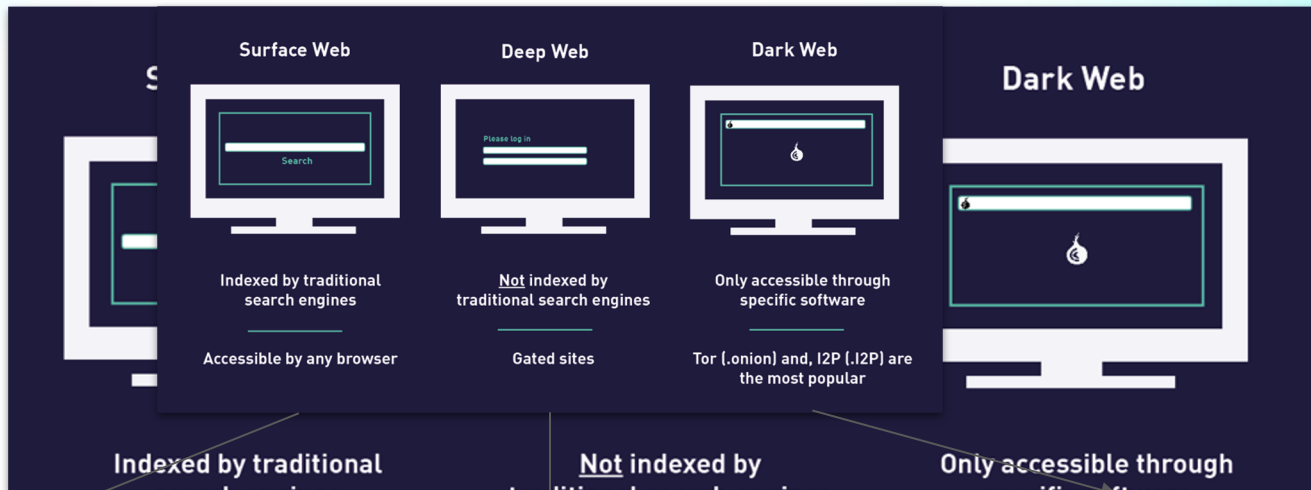 Surface Web
Deep Web
Dark Web
Please log in
Search
Indexed by traditional
search engines
Not indexed by
traditional search engines
Only accessible through
specific software
Accessible by any browser
Gated sites
Tor (.onion) and, I2P (.I2P) are
the most popular
S
Dark Web
Indexed by traditional
Not indexed by
Only accessible through